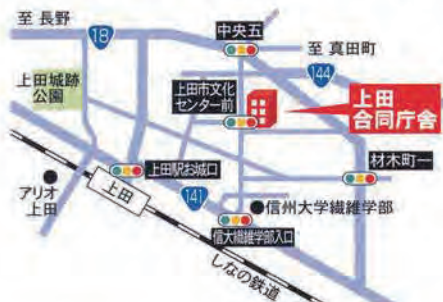 至 長野
18
中央五
至 真田町
144
上田城跡
公園
上田市文化
センター前
上田
合同庁舎
材木町一
上田駅お城口
アリオ
上田
上田
141
信州大学繊維学部
信大繊維学部入口
しなの鉄道